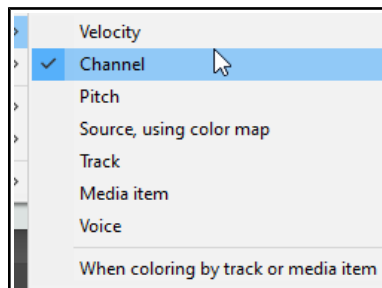 Velocity
Channel
Pitch
Source, using color map
Track
Media item
Voice
When coloring by track or media item